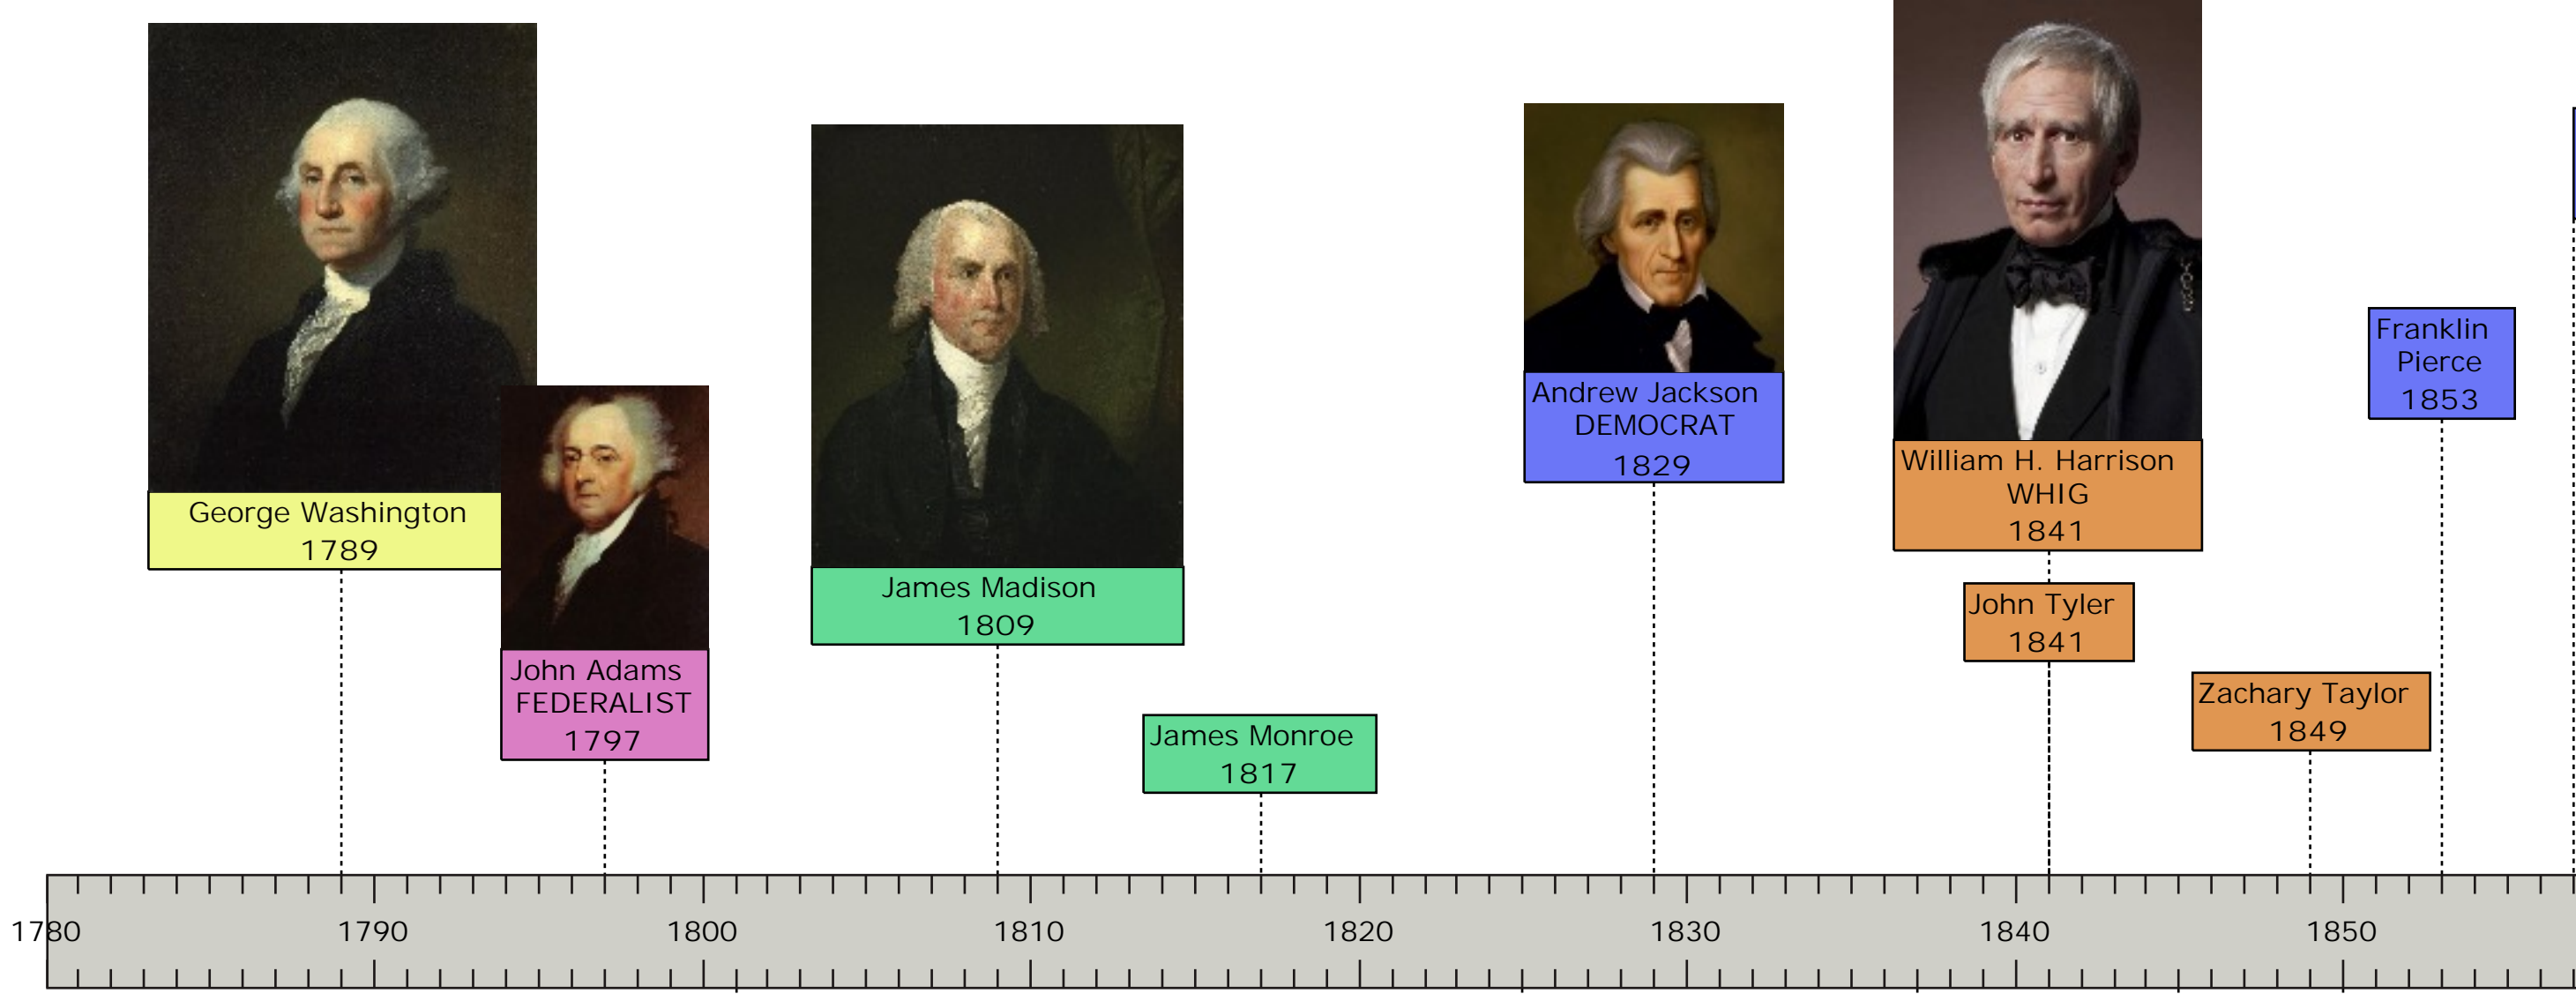 George Washington
1789
John Adams
FEDERALIST
1797
James Madison
1809
James Monroe
1817
Andrew Jackson
DEMOCRAT
1829
William H. Harrison
WHIG
1841
John Tyler
1841
Zachary Taylor
1849
Franklin
Pierce
1853
1780 1790 1800 1810 1820 1830 1840 1850